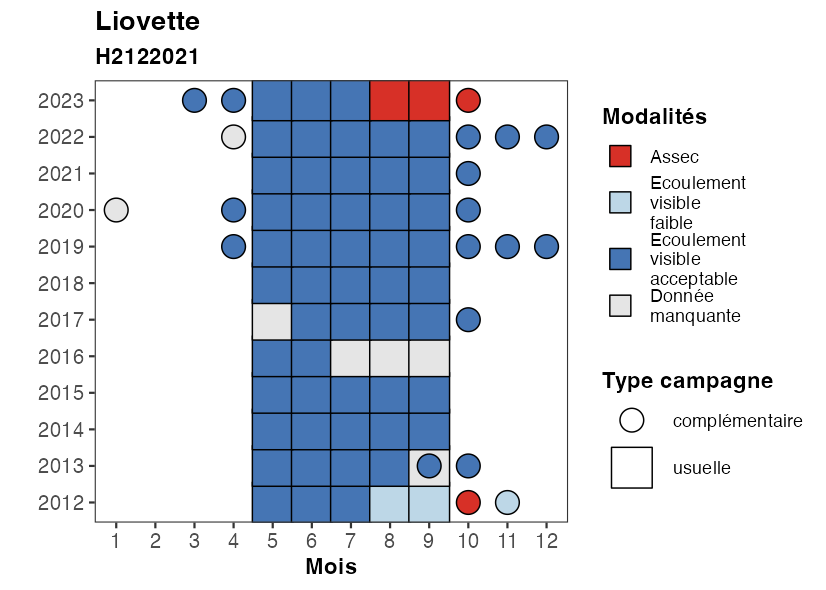 Liovette
H2122021
2023
2022
2021
2020
2019
2018
2017
2016
2015
2014
2013
2012
1 2 3 4 5 6 7 8 9 10 11 12
Mois
Modalités
Assec
Ecoulement
visible
faible
Ecoulement
visible
acceptable
Donnée
manquante
Type campagne
complémentaire
usuelle